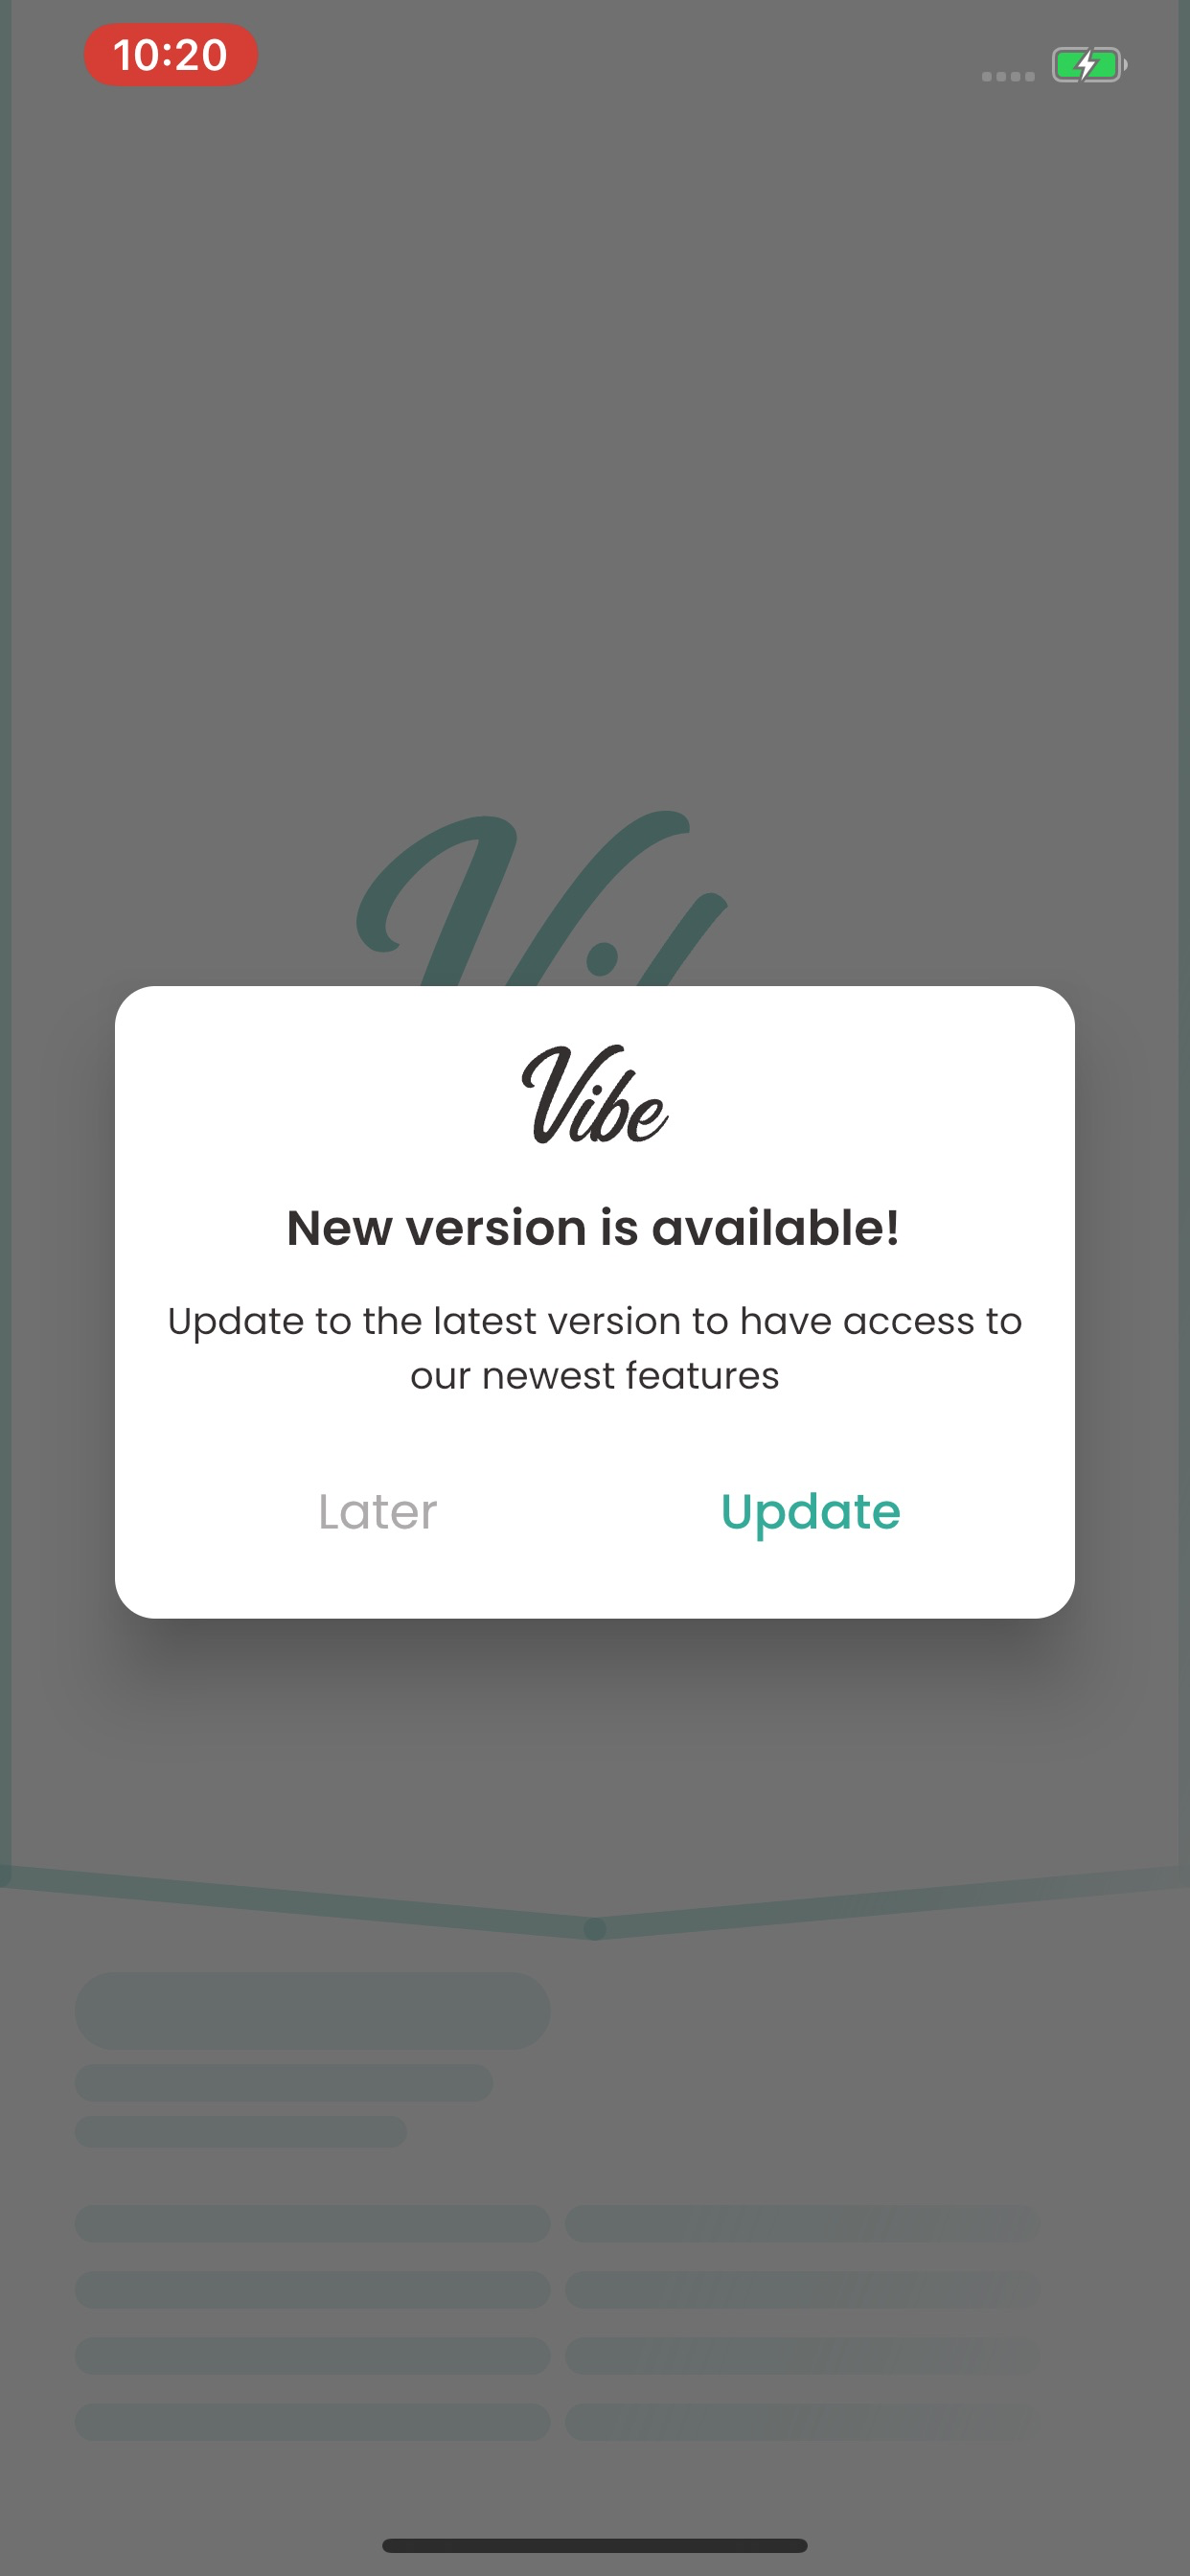 10:20
Vibe
New version is available!
Update to the latest version to have access to
our newest features
Later
Update